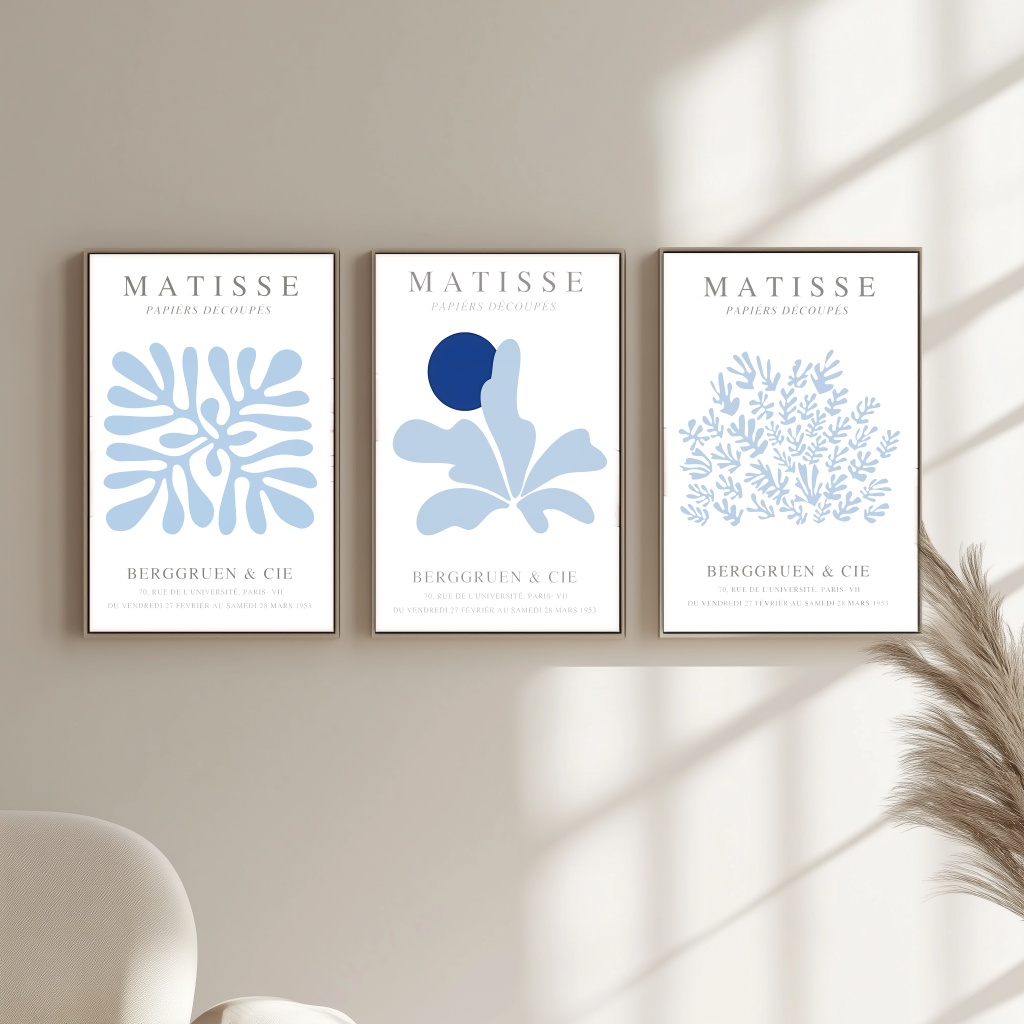 MATISSE
PAPIÉRS DÉCOUPÉS
BERGGRUEN & CIE
70, RUE DE L'UNIVERSITÉ, PARIS- VII
DU VENDREDI 27 FÉVRIER AU SAMEDI 28 MARS 1953
MATISSE
PAPIÉRS DÉCOUPÉS
BERGGRUEN & CIE
70, RUE DE L'UNIVERSITÉ, PARIS- VII
DU VENDREDI 27 FÉVRIER AU SAMEDI 28 MARS 1953
MATISSE
PAPIÉRS DÉCOUPÉS
BERGGRUEN & CIE
70, RUE DE L'UNIVERSITÉ, PARIS- VII
DU VENDREDI 27 FÉVRIER AU SAMEDI 28 MARS 1953